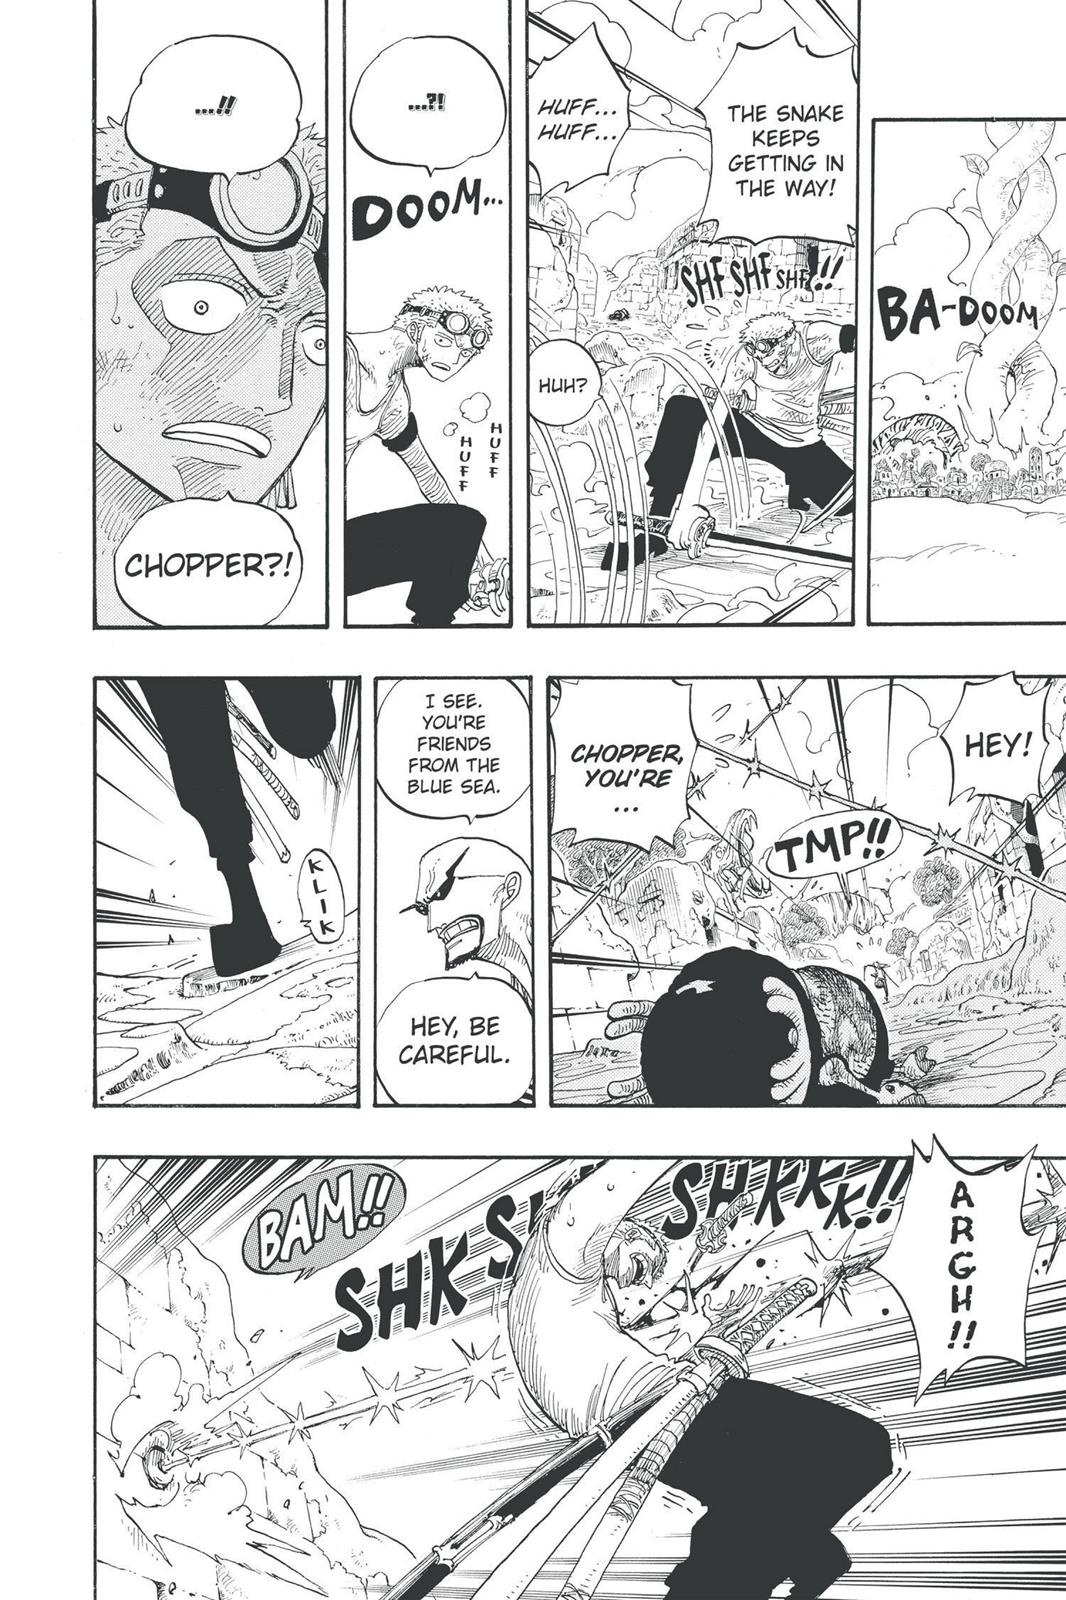 BA-DOOM
THE SNAKE
KEEPS
GETTING IN
THE WAY!
HUFF...
HUFF...
SHF SHF SHF!!!
HUH?
...?!
DOOM...
HUFF
HUFF
...!!
CHOPPER?!
HEY!
CHOPPER,
YOU'RE
...
TMP!!
I SEE.
YOU'RE
FRIENDS
FROM THE
BLUE SEA.
HEY, BE
CAREFUL.
KLIK
ARGH!!
BAM!!
SHK SHK
SHKKK!!